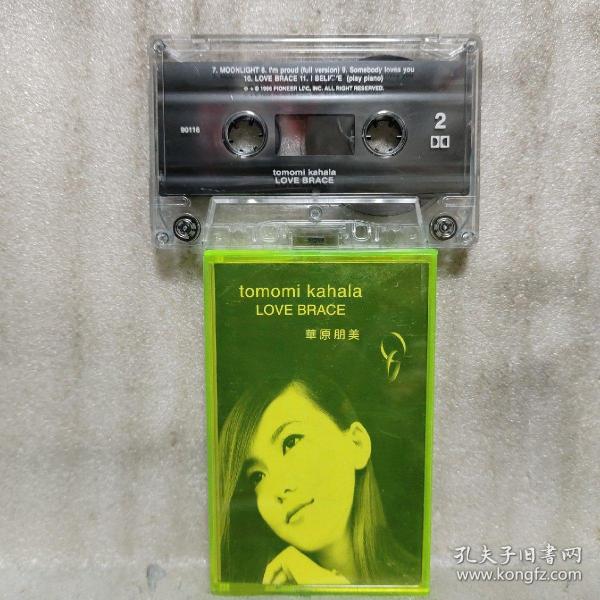 7. MOONLIGHT 8. I'm proud (full version) 9. Somebody loves you
10. LOVE BRACE 11. I BELIEVE (play piano)
℗ + © 1996 PIONEER LDC, INC. ALL RIGHT RESERVED.
90116
2
tomomi kahala
LOVE BRACE
tomomi kahala
LOVE BRACE
華原朋美
孔夫子旧書网
www.kongfz.com